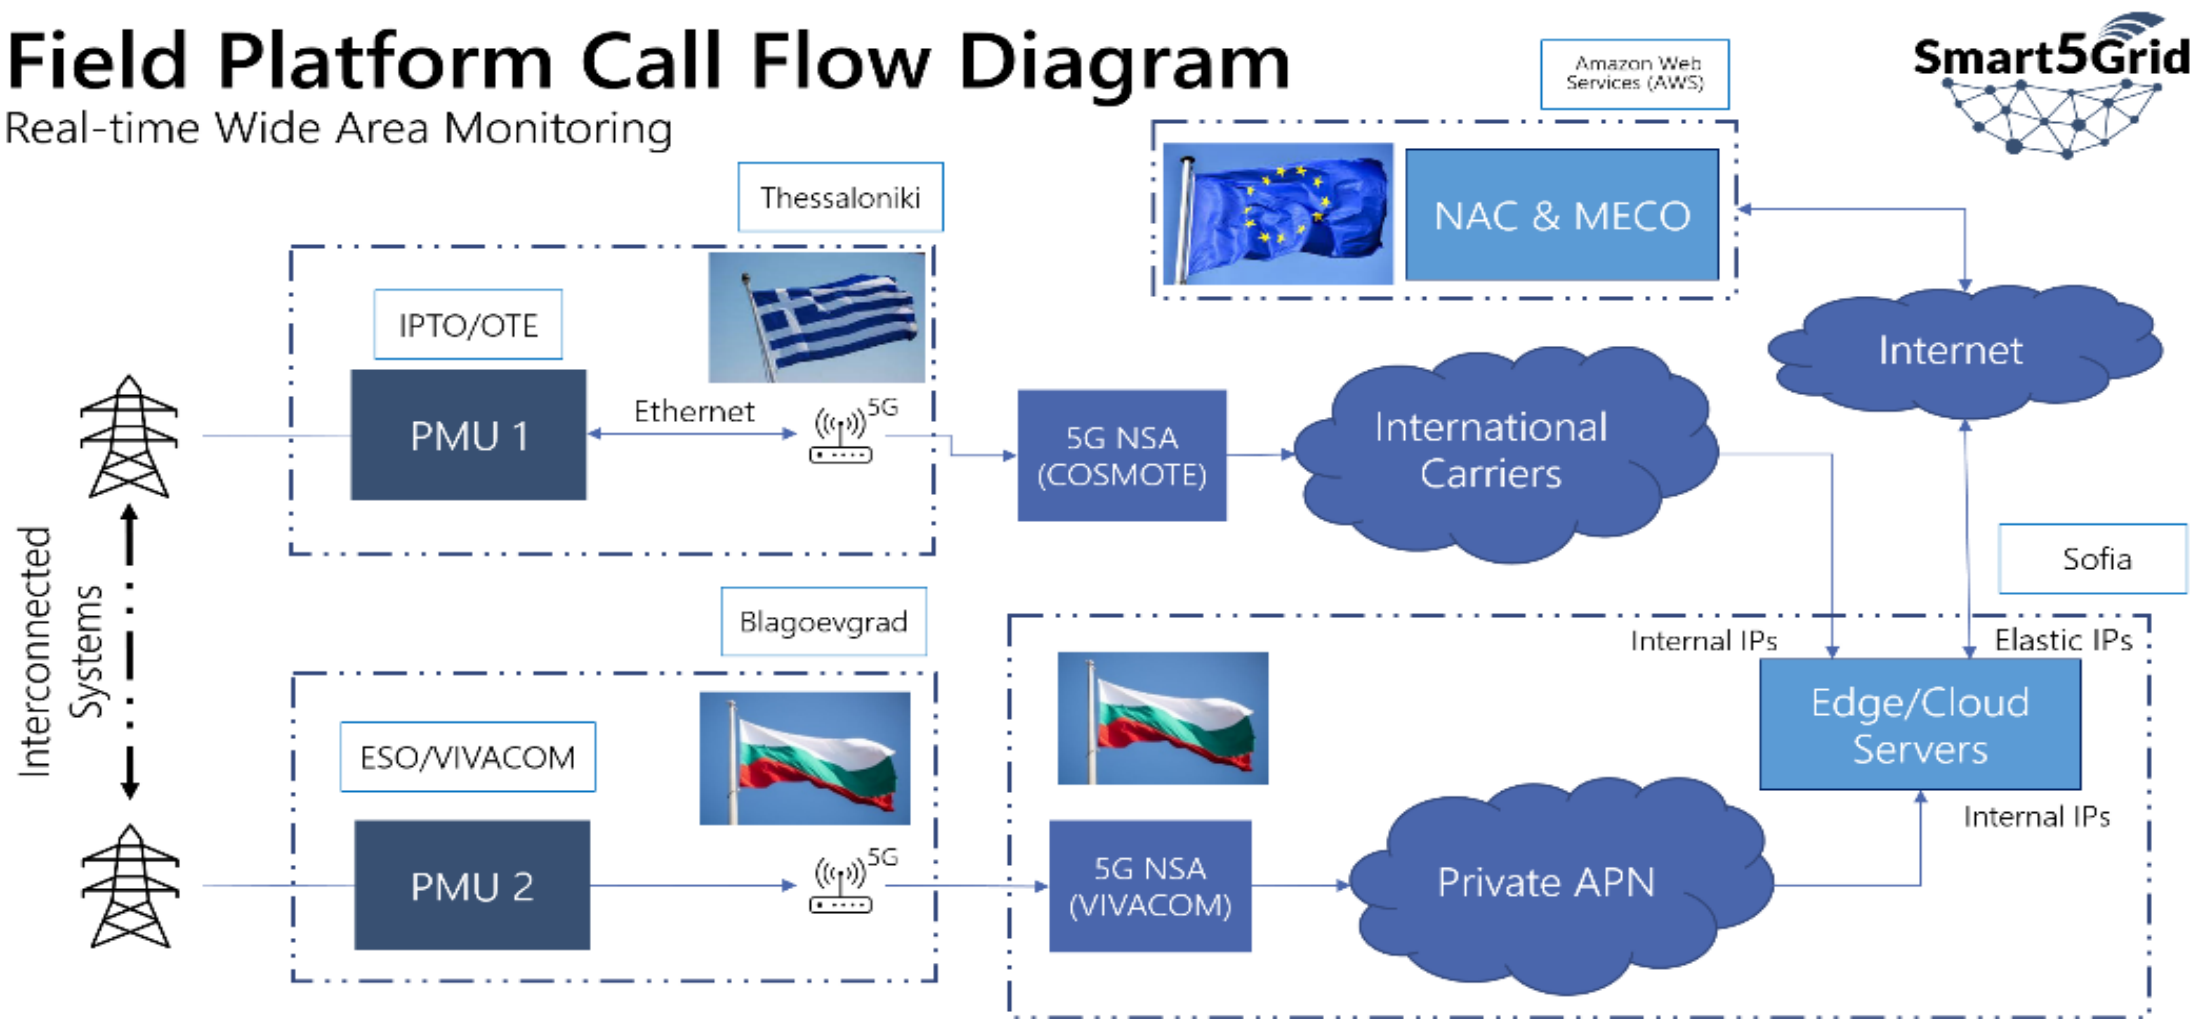 Field Platform Call Flow Diagram
Real-time Wide Area Monitoring
Amazon Web
Services (AWS)
Smart5Grid
Thessaloniki
NAC & MECO
IPTO/OTE
Internet
PMU 1
Ethernet
5G
5G NSA
(COSMOTE)
International
Carriers
Interconnected
Systems
Sofia
Blagoevgrad
Internal IPs
Elastic IPs
ESO/VIVACOM
Edge/Cloud
Servers
Internal IPs
PMU 2
5G
5G NSA
(VIVACOM)
Private APN